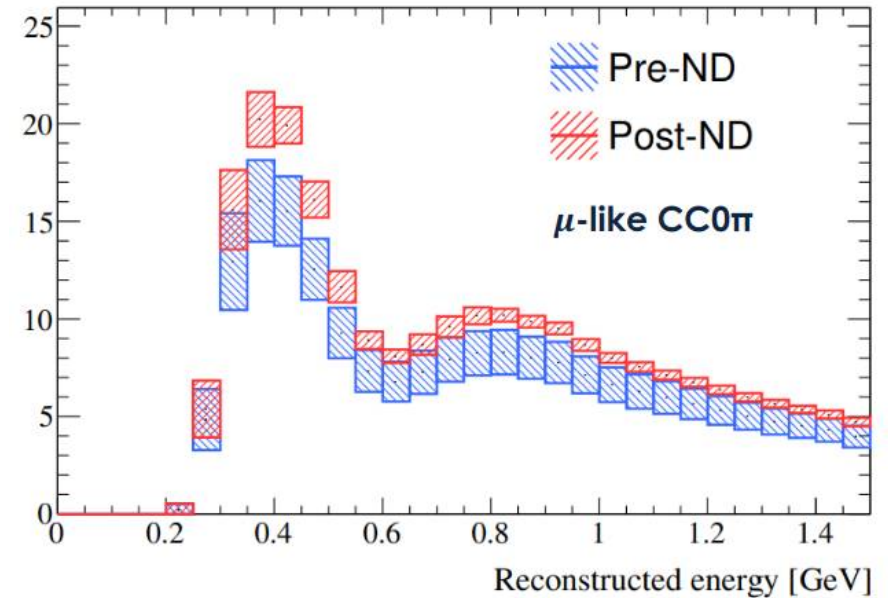 25
20
15
10
5
0
0 0.2 0.4 0.6 0.8 1 1.2 1.4
Reconstructed energy [GeV]
Pre-ND
Post-ND
μ-like CC0π